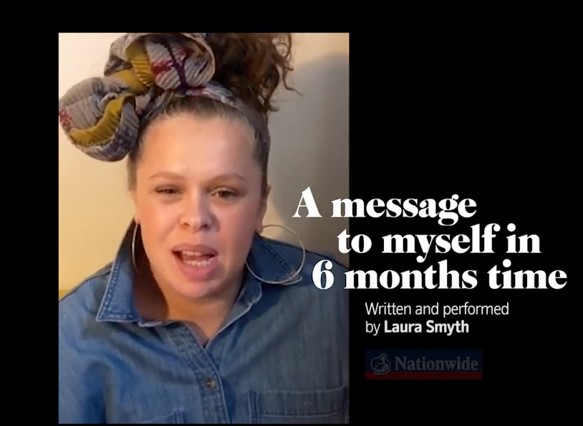 A message
to myself in
6 months time
Written and performed
by Laura Smyth
Nationwide